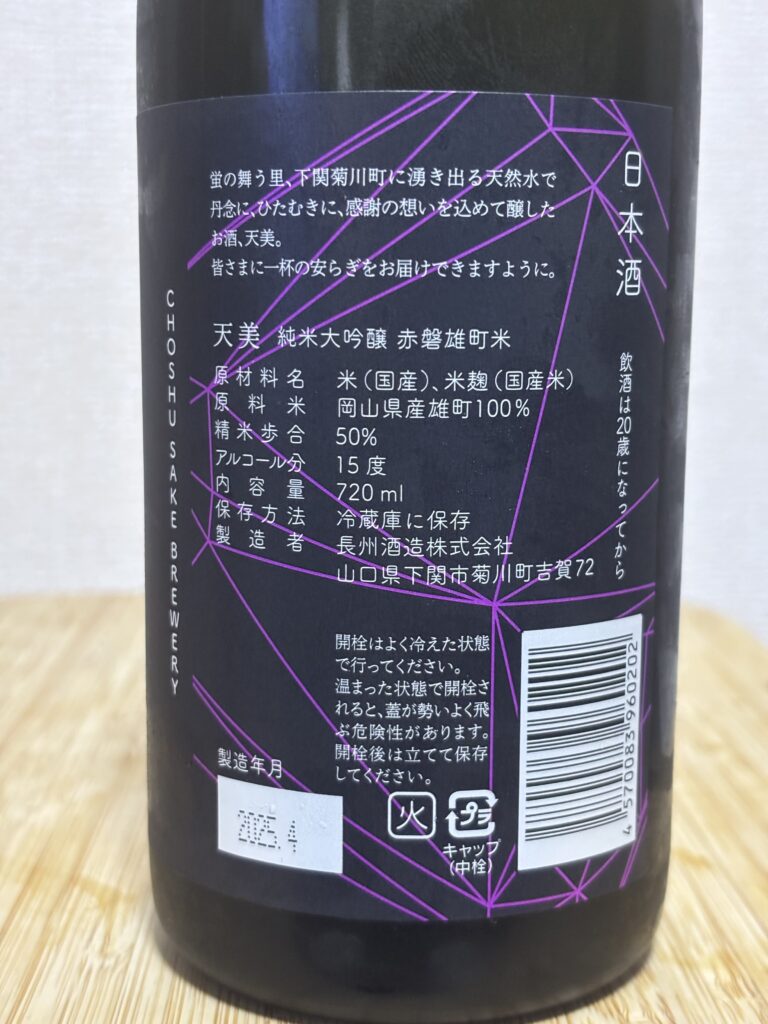 蛍の舞う里、下関菊川町に湧き出る天然水で
丹念に、ひたむきに、感謝の想いを込めて醸した
お酒、天美。
皆さまに一杯の安らぎをお届けできますように。
日本酒
飲酒は20歳になってから
CHOSHU SAKE BREWERY
天美 純米大吟醸 赤磐雄町米
原材料名 米（国産）、米麹（国産米）
原料米 岡山県産雄町100%
精米歩合 50%
アルコール分 15度
内容量 720 ml
保存方法 冷蔵庫に保存
製造者 長州酒造株式会社
山口県下関市菊川町吉賀72
開栓はよく冷えた状態
で行ってください。
温まった状態で開栓さ
れると、蓋が勢いよく飛
ぶ危険性があります。
開栓後は立てて保存
してください。
製造年月
2025.4
火
プラ
キャップ
(中栓)
4570083960202